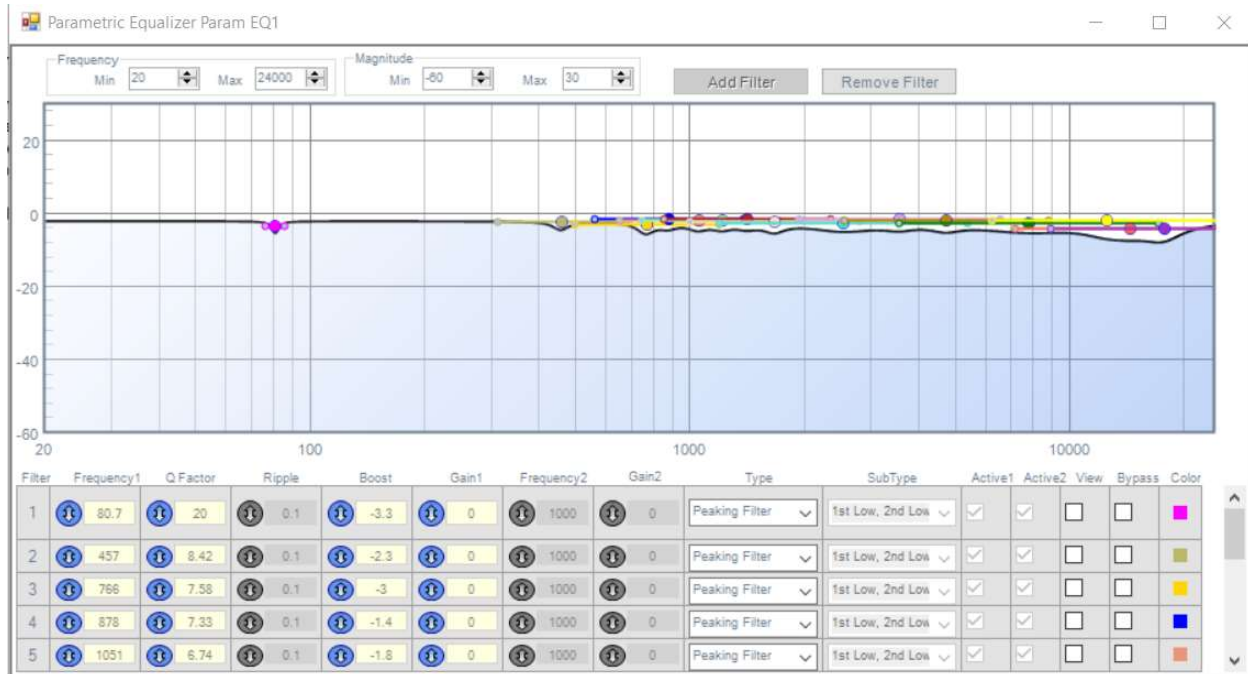 Parametric Equalizer Param EQ1
Frequency Magnitude
Min 20 Max 24000 Min -60 Max 30 Add Filter Remove Filter
20
0
-20
-40
-60
20 100 1000 10000
Filter Frequency1 Q Factor Ripple Boost Gain1 Frequency2 Gain2 Type SubType Active1 Active2 View Bypass Color
1 80.7 20 0.1 -3.3 0 1000 0 Peaking Filter 1st Low, 2nd Low
2 457 8.42 0.1 -2.3 0 1000 0 Peaking Filter 1st Low, 2nd Low
3 766 7.58 0.1 -3 0 1000 0 Peaking Filter 1st Low, 2nd Low
4 878 7.33 0.1 -1.4 0 1000 0 Peaking Filter 1st Low, 2nd Low
5 1051 6.74 0.1 -1.8 0 1000 0 Peaking Filter 1st Low, 2nd Low